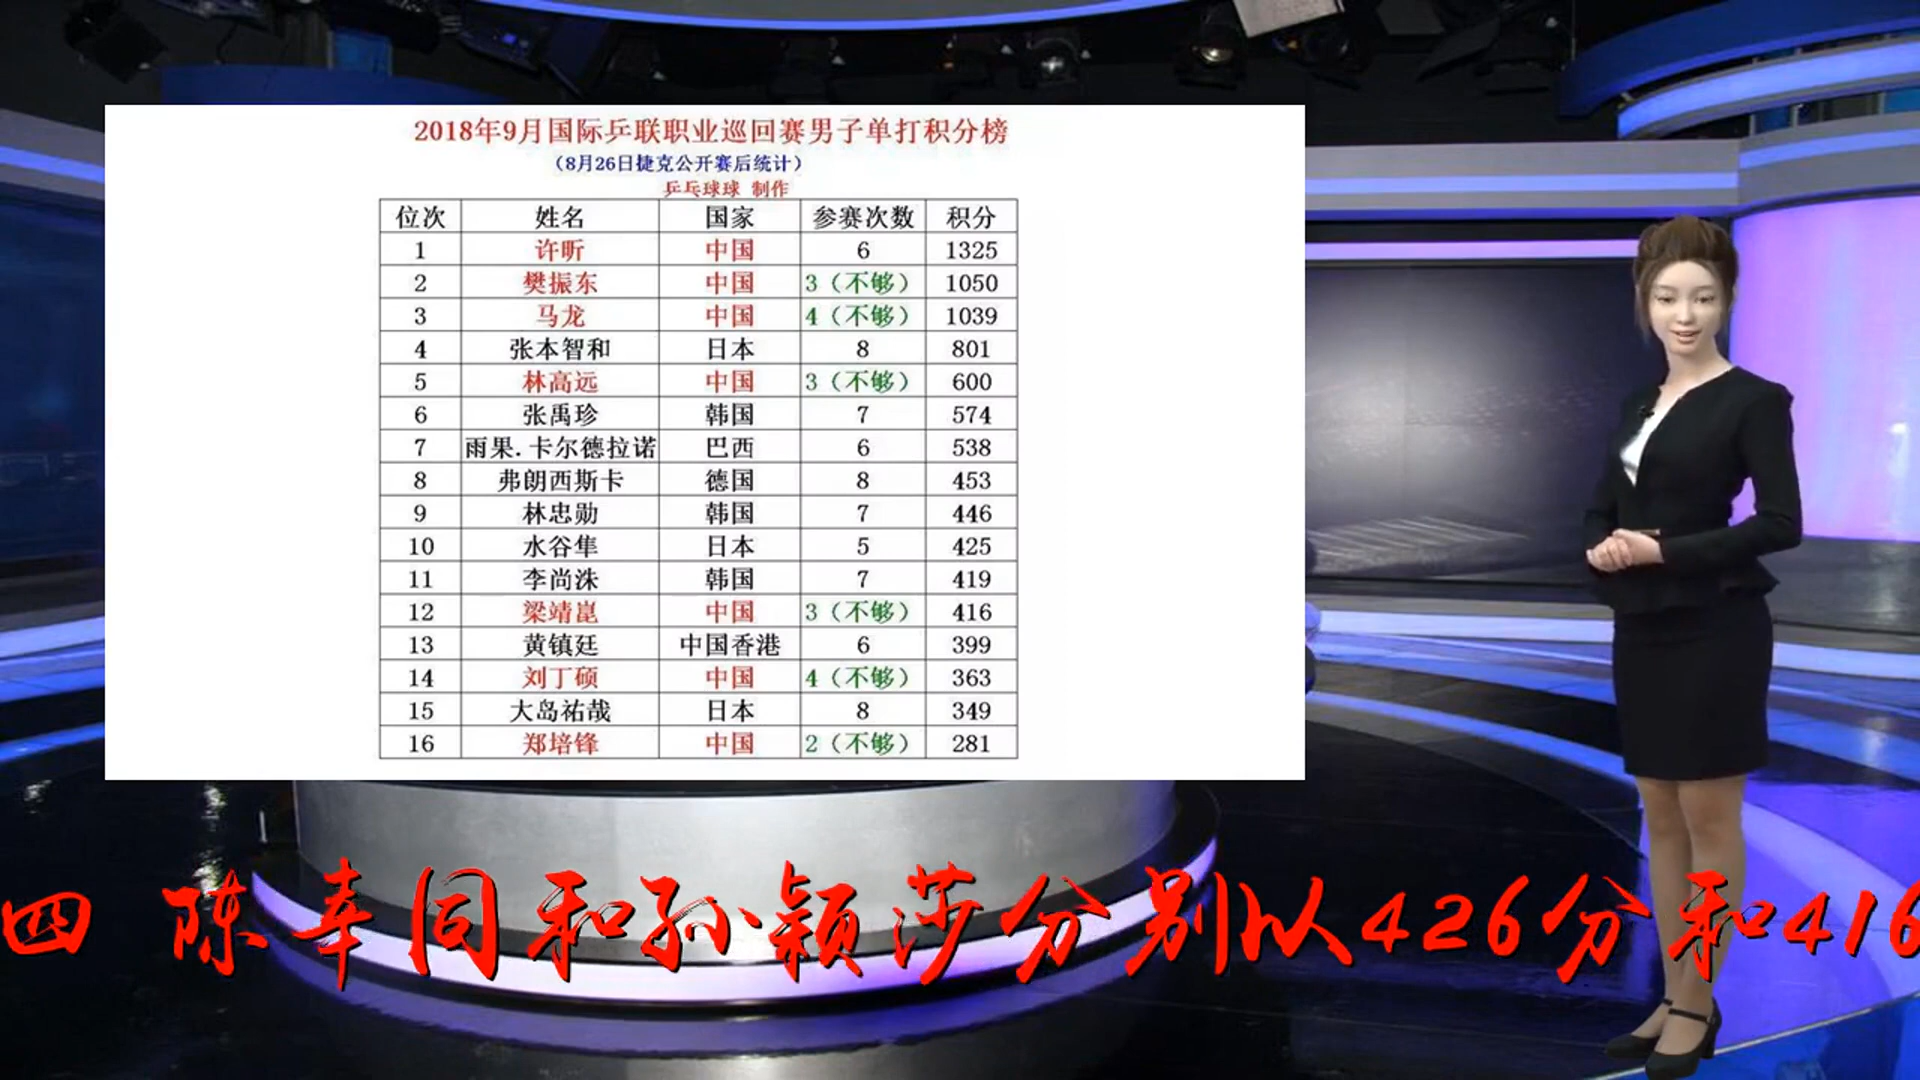 2018年9月国际乒联职业巡回赛男子单打积分榜
（8月26日捷克公开赛后统计）
乒乓球球 制作
位次 姓名 国家 参赛次数 积分
1 许昕 中国 6 1325
2 樊振东 中国 3（不够） 1050
3 马龙 中国 4（不够） 1039
4 张本智和 日本 8 801
5 林高远 中国 3（不够） 600
6 张禹珍 韩国 7 574
7 雨果.卡尔德拉诺 巴西 6 538
8 弗朗西斯卡 德国 8 453
9 林忠勋 韩国 7 446
10 水谷隼 日本 5 425
11 李尚洙 韩国 7 419
12 梁靖崑 中国 3（不够） 416
13 黄镇廷 中国香港 6 399
14 刘丁硕 中国 4（不够） 363
15 大岛祐哉 日本 8 349
16 郑培锋 中国 2（不够） 281
四 陈幸同和孙颖莎分别以426分和416